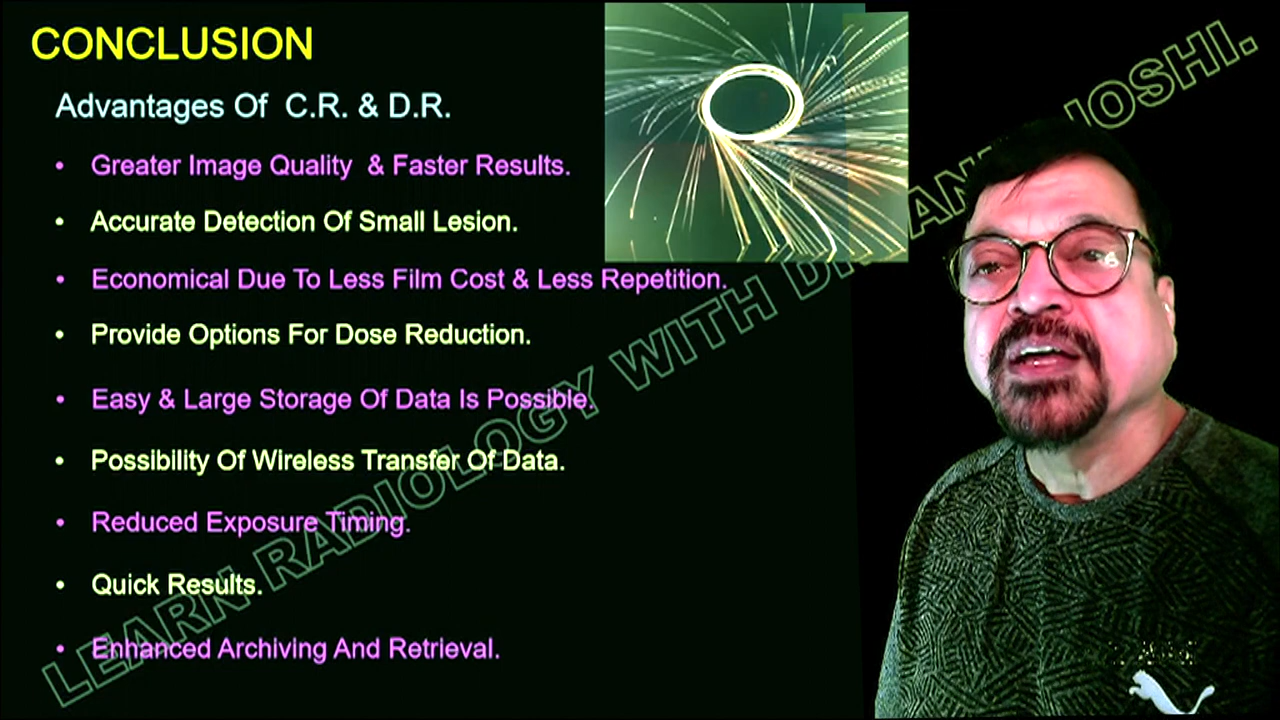 CONCLUSION
Advantages Of C.R. & D.R.
• Greater Image Quality & Faster Results.
• Accurate Detection Of Small Lesion.
• Economical Due To Less Film Cost & Less Repetition.
• Provide Options For Dose Reduction.
• Easy & Large Storage Of Data Is Possible.
• Possibility Of Wireless Transfer Of Data.
• Reduced Exposure Timing.
• Quick Results.
• Enhanced Archiving And Retrieval.
LEARN RADIOLOGY WITH JOSHI.